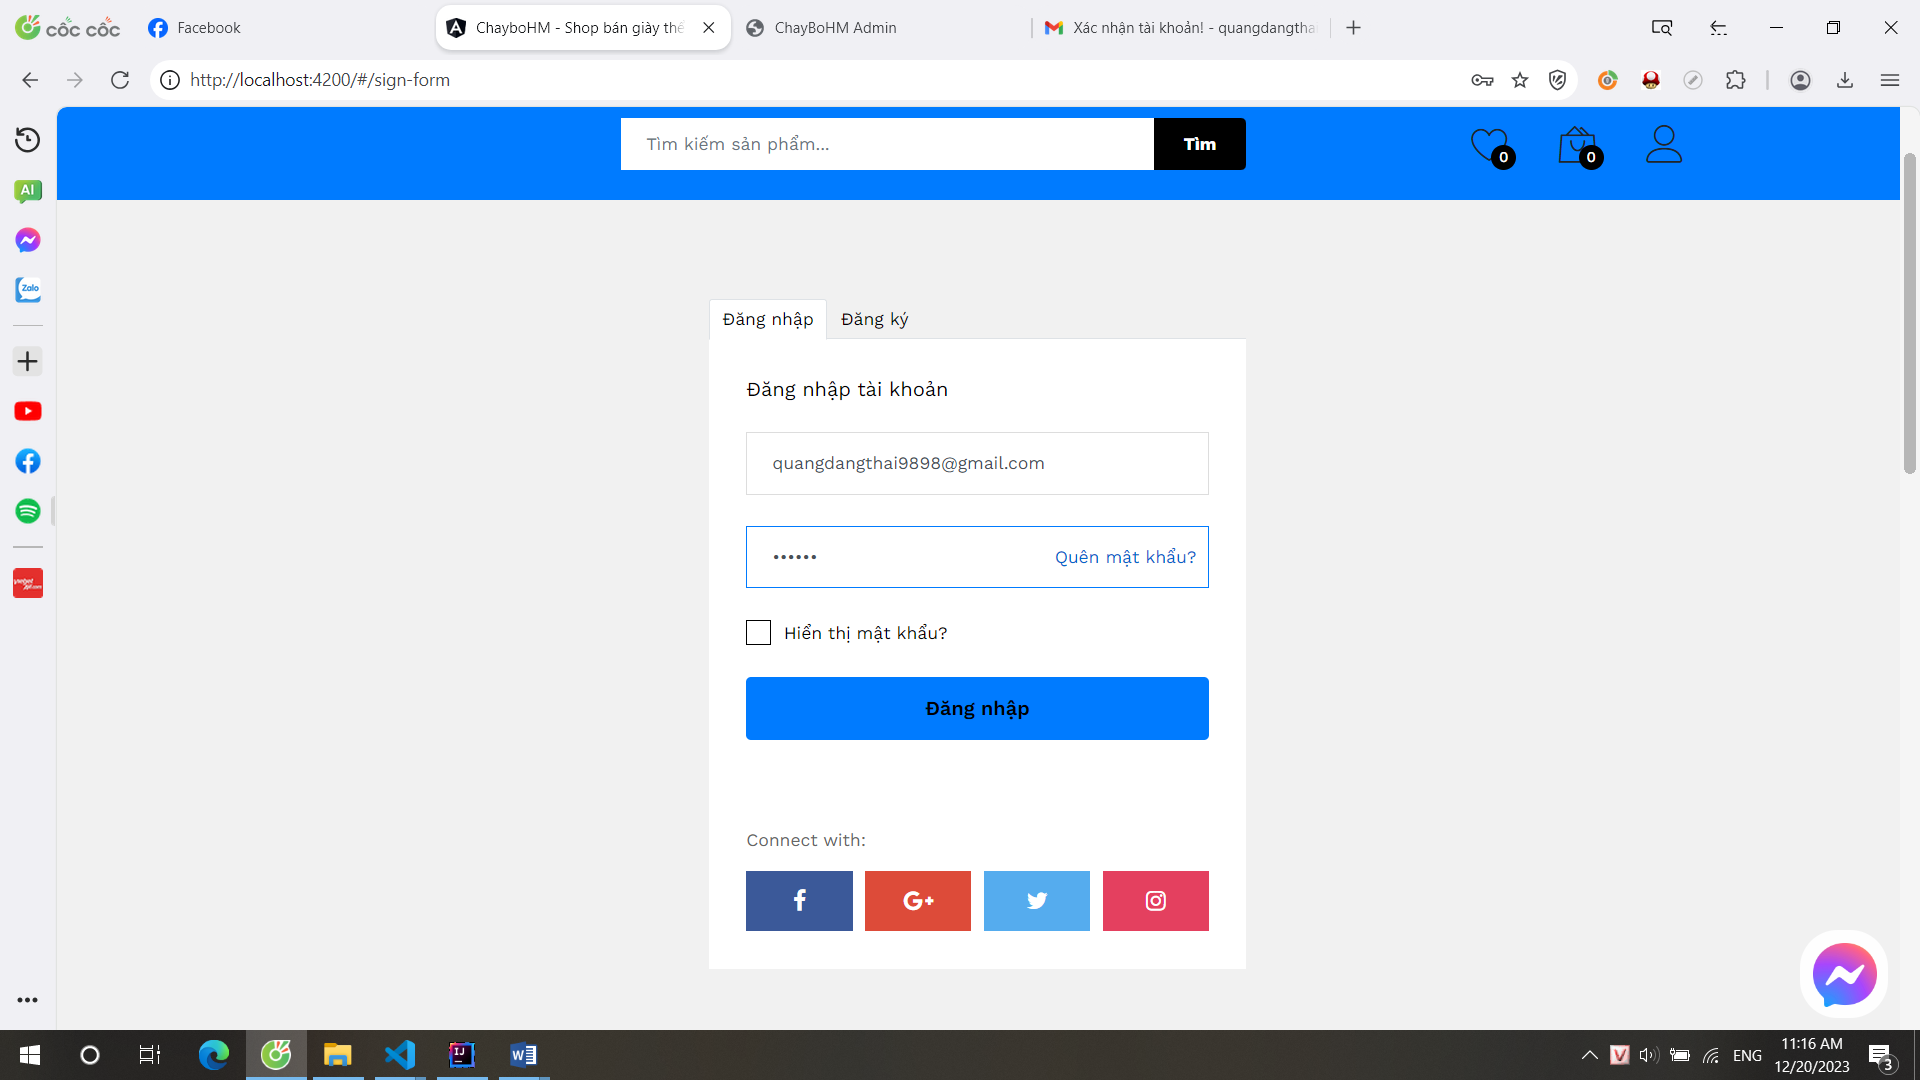 cốc cốc
Facebook
ChayboHM - Shop bán giày thể
ChayBoHM Admin
Xác nhận tài khoản! - quangdangtha
http://localhost:4200/#/sign-form
Tìm kiếm sản phẩm...
Tìm
0
0
AI
Zalo
Đăng nhập
Đăng ký
Đăng nhập tài khoản
quangdangthai9898@gmail.com
••••••
Quên mật khẩu?
Hiển thị mật khẩu?
Đăng nhập
Connect with:
ENG
11:16 AM
12/20/2023
3